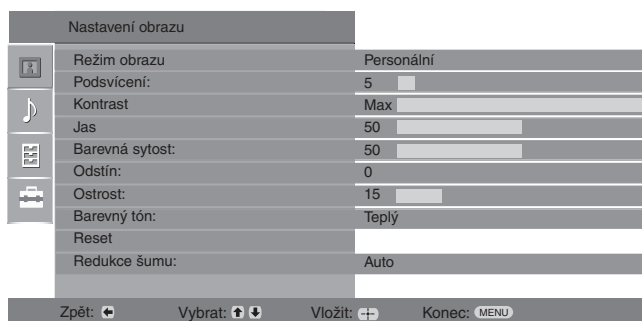 Nastavení obrazu
Režim obrazu Personální
Podsvícení: 5
Kontrast Max
Jas 50
Barevná sytost: 50
Odstín: 0
Ostrost: 15
Barevný tón: Teplý
Reset
Redukce šumu: Auto
Zpět: Vybrat: Vložit: Konec: MENU